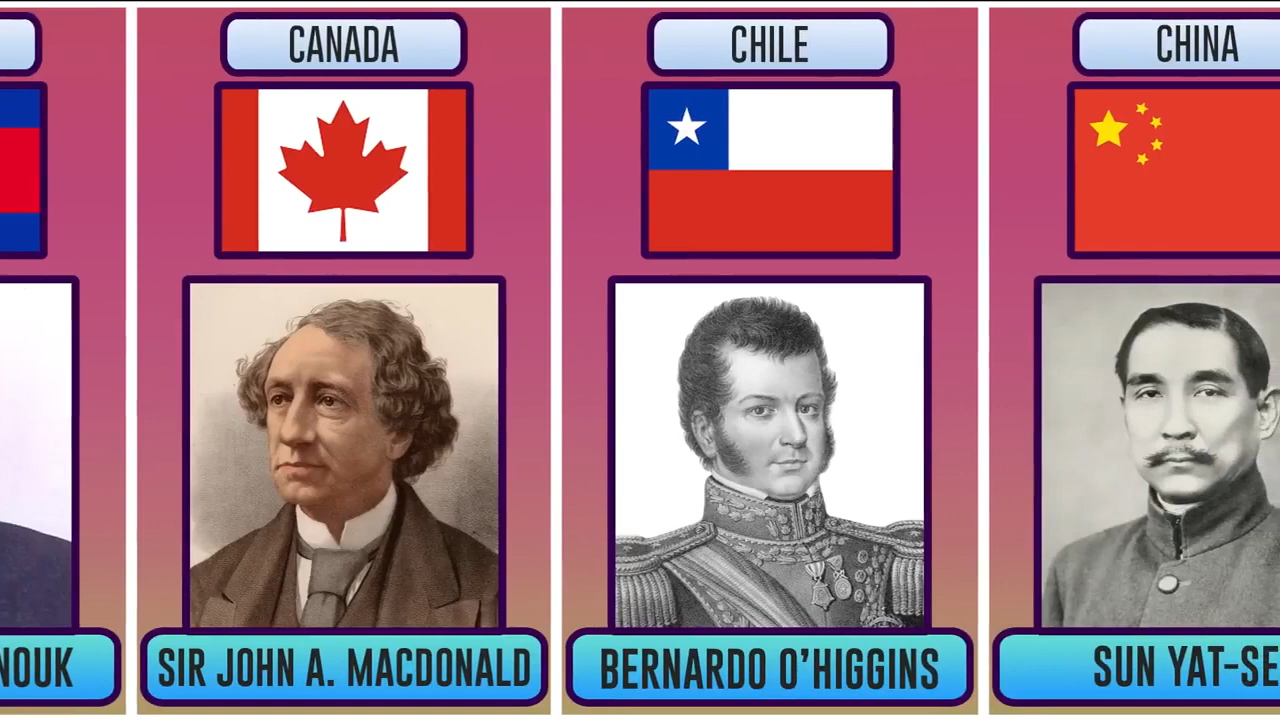 CANADA
CHILE
CHINA
NOUK
SIR JOHN A. MACDONALD
BERNARDO O'HIGGINS
SUN YAT-SE